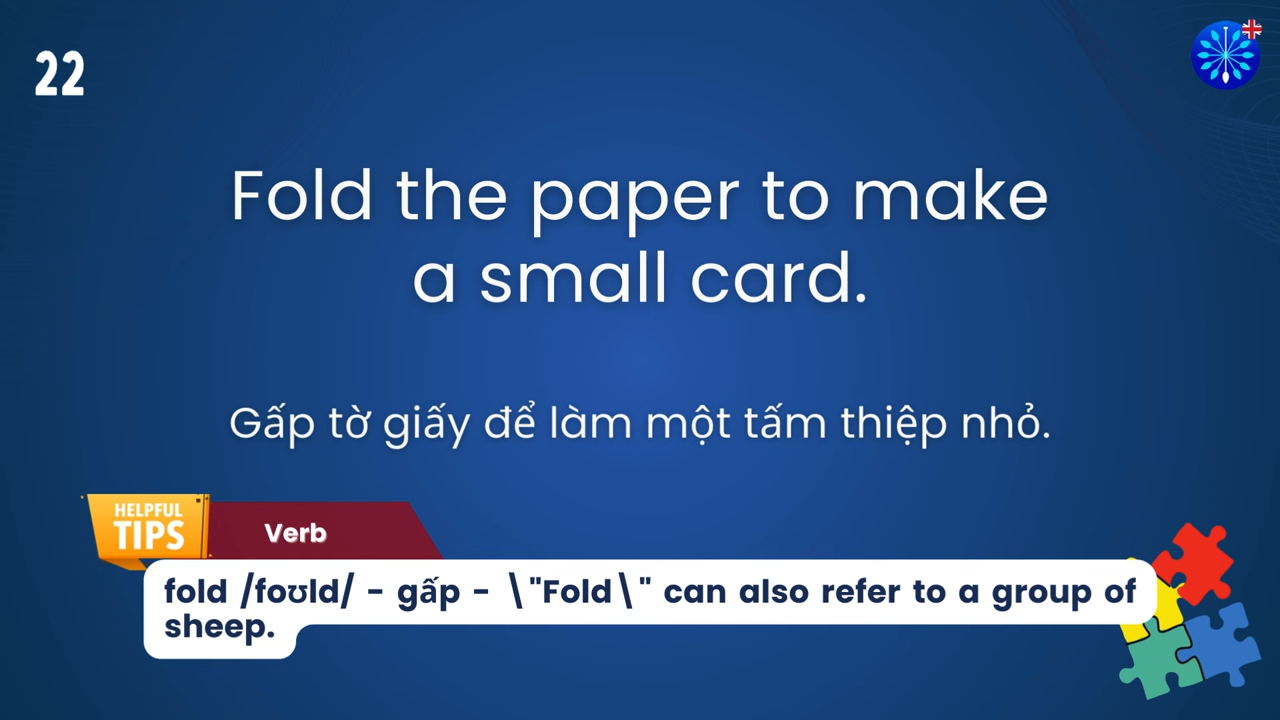 22
Fold the paper to make
a small card.
Gấp tờ giấy để làm một tấm thiệp nhỏ.
HELPFUL
TIPS
Verb
fold /foʊld/ - gấp - \"Fold\" can also refer to a group of
sheep.